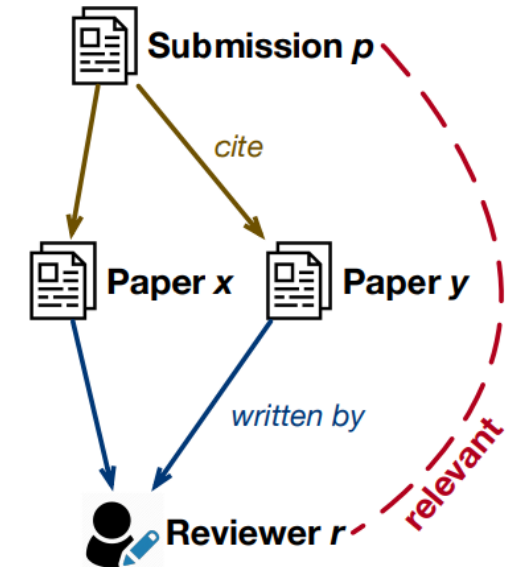 Submission p
cite
Paper x
Paper y
written by
relevant
Reviewer r